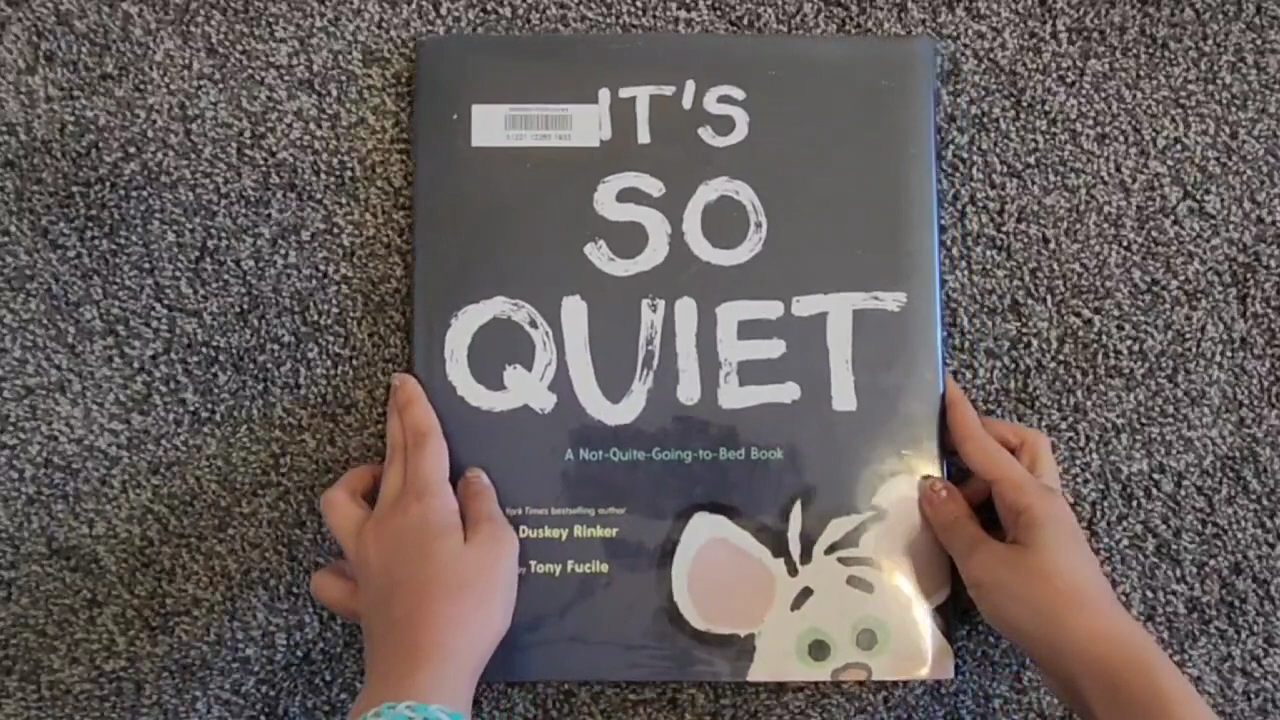 IT'S
SO
QUIET
A Not-Quite-Going-to-Bed Book
York Times bestselling author
Duskey Rinker
Tony Fucile